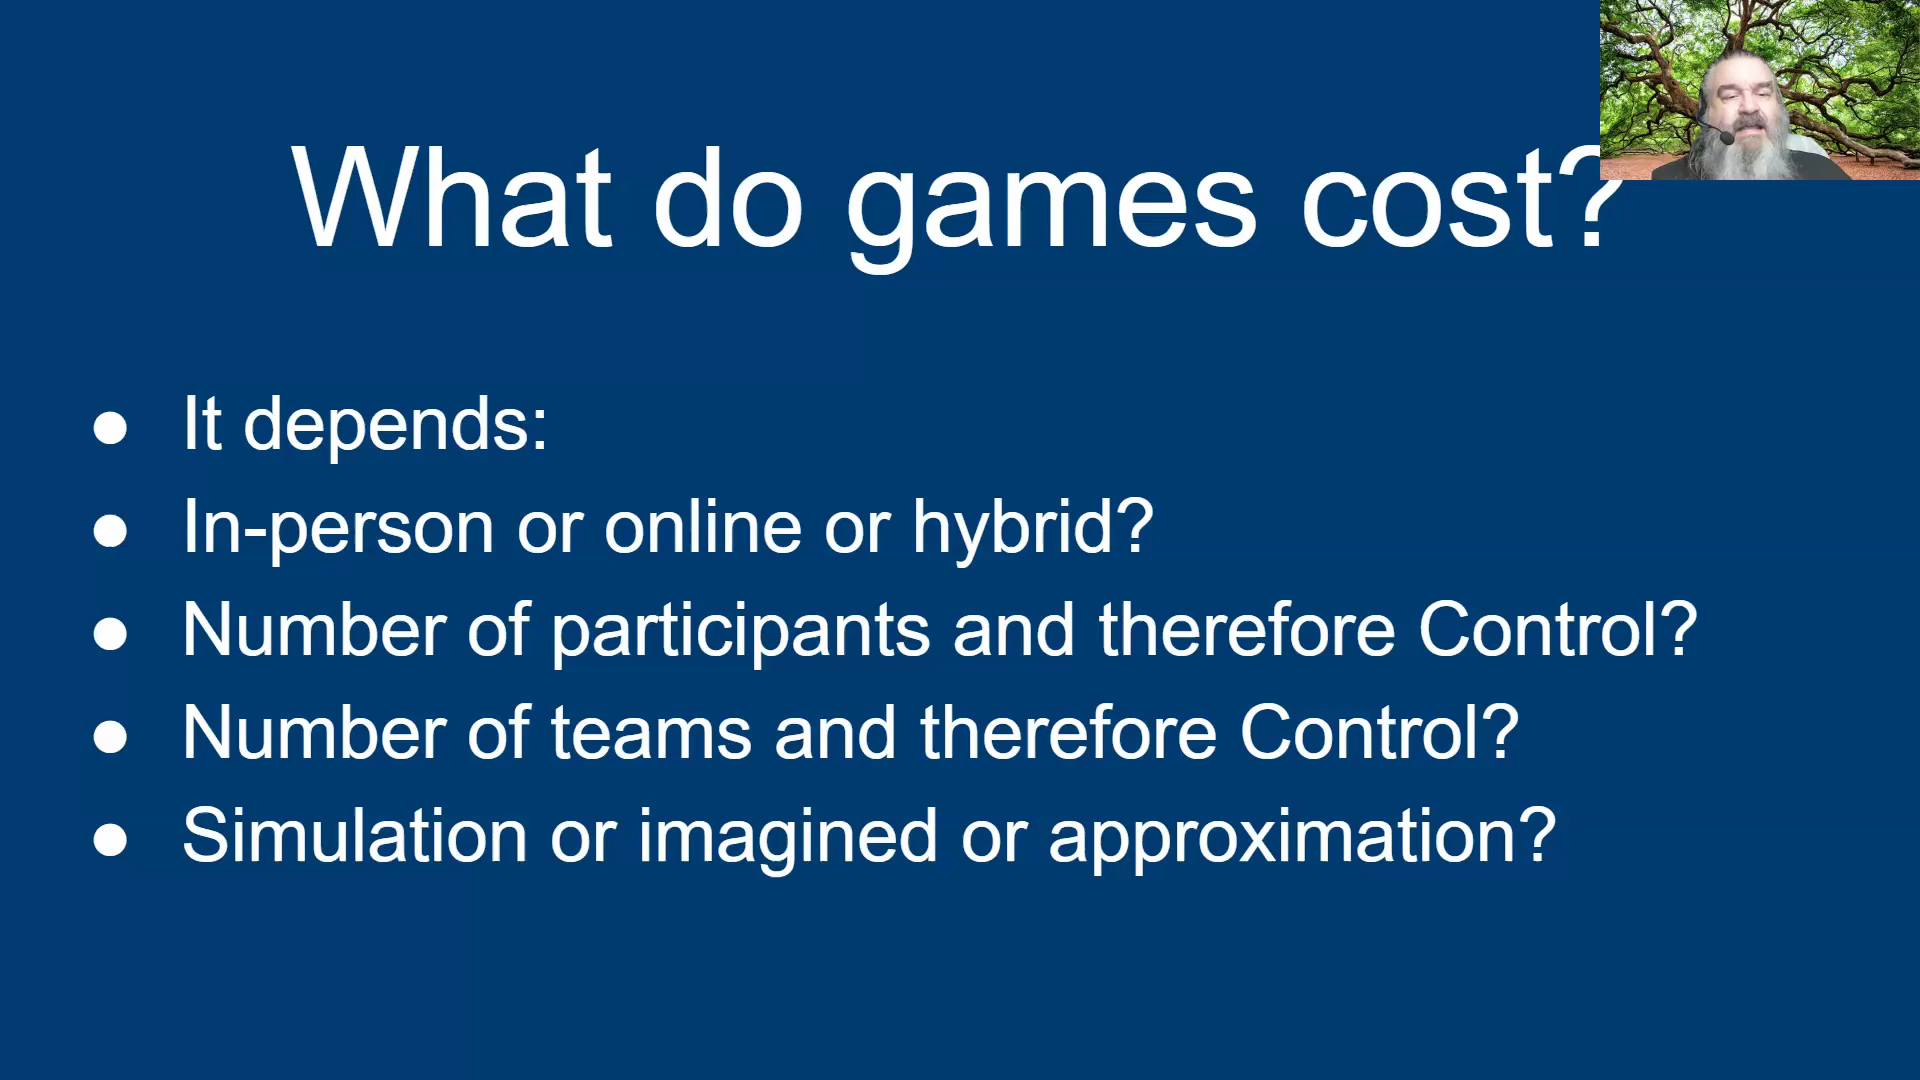 What do games cost?
● It depends:
● In-person or online or hybrid?
● Number of participants and therefore Control?
● Number of teams and therefore Control?
● Simulation or imagined or approximation?